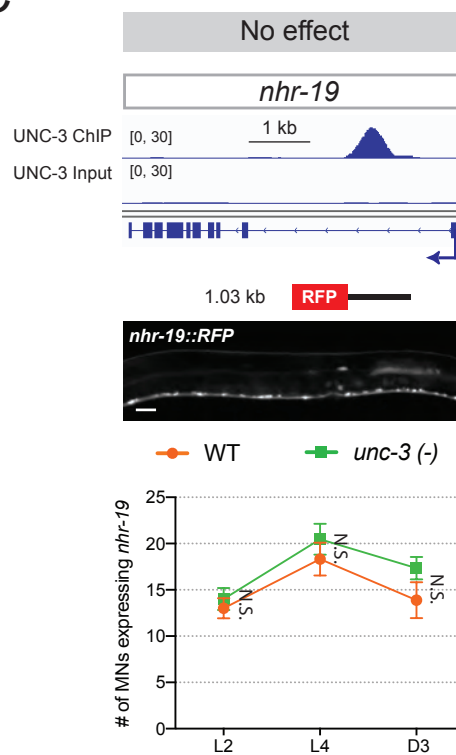 No effect
nhr-19
UNC-3 ChIP [0, 30] 1 kb
UNC-3 Input [0, 30]
1.03 kb RFP
nhr-19::RFP
WT unc-3 (-)
# of MNs expressing nhr-19
25
20
15
10
5
0
N.S.
N.S.
N.S.
L2 L4 D3